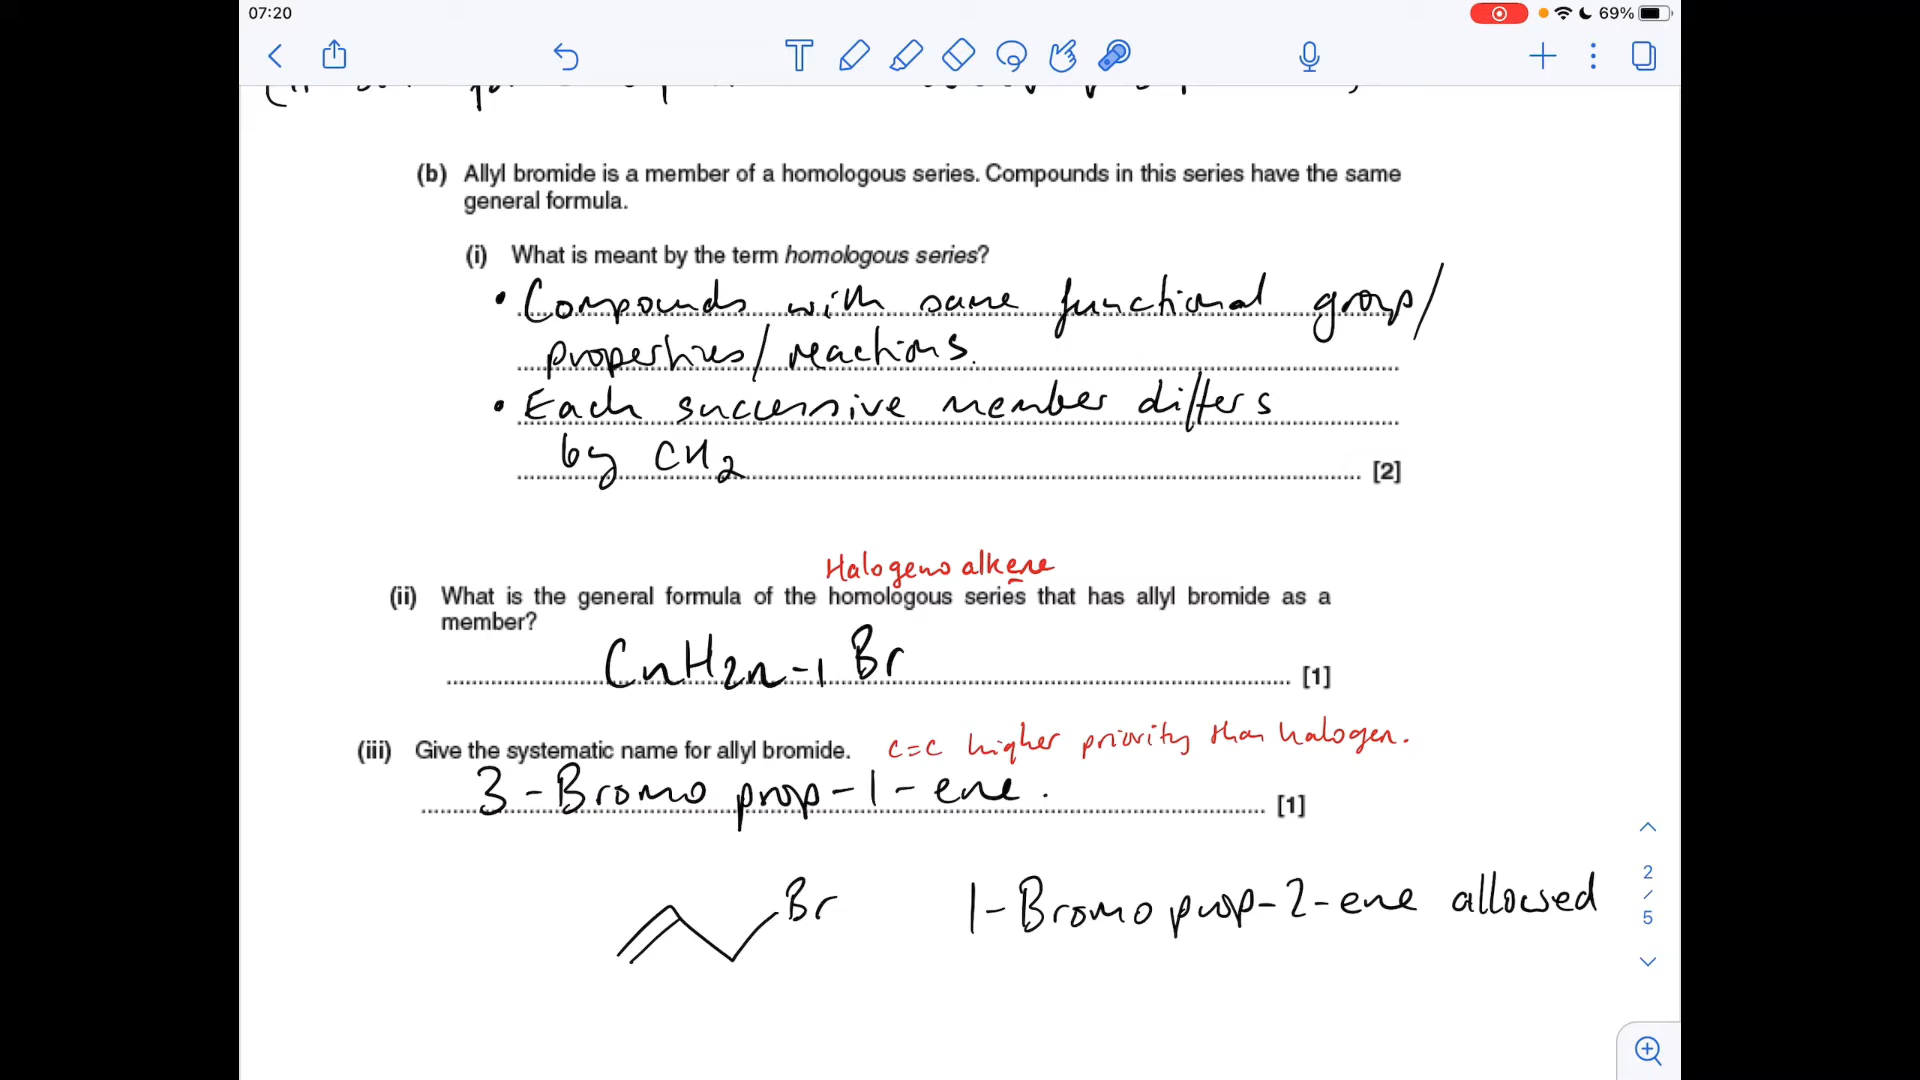 07:20
69%
(b) Allyl bromide is a member of a homologous series. Compounds in this series have the same
general formula.
(i) What is meant by the term homologous series?
• Compounds with same functional group/
properties/reactions.
• Each successive member differs
by CH2
[2]
Halogenoalkene
(ii) What is the general formula of the homologous series that has allyl bromide as a
member?
CnH2n-1Br
[1]
(iii) Give the systematic name for allyl bromide. C=C higher priority than halogen.
3-Bromo prop-1-ene.
[1]
Br
1-Bromo prop-2-ene allowed
2
/
5